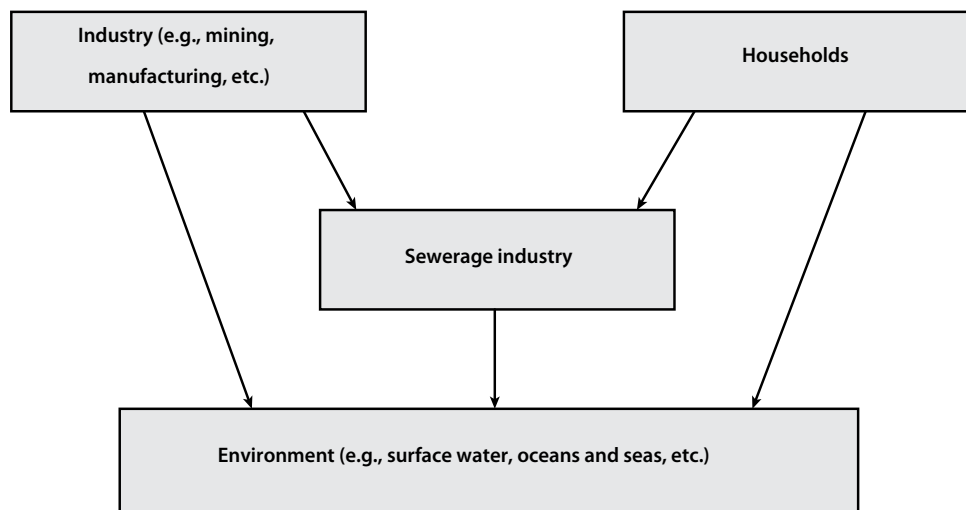 Industry (e.g., mining,
manufacturing, etc.)
Households
Sewerage industry
Environment (e.g., surface water, oceans and seas, etc.)